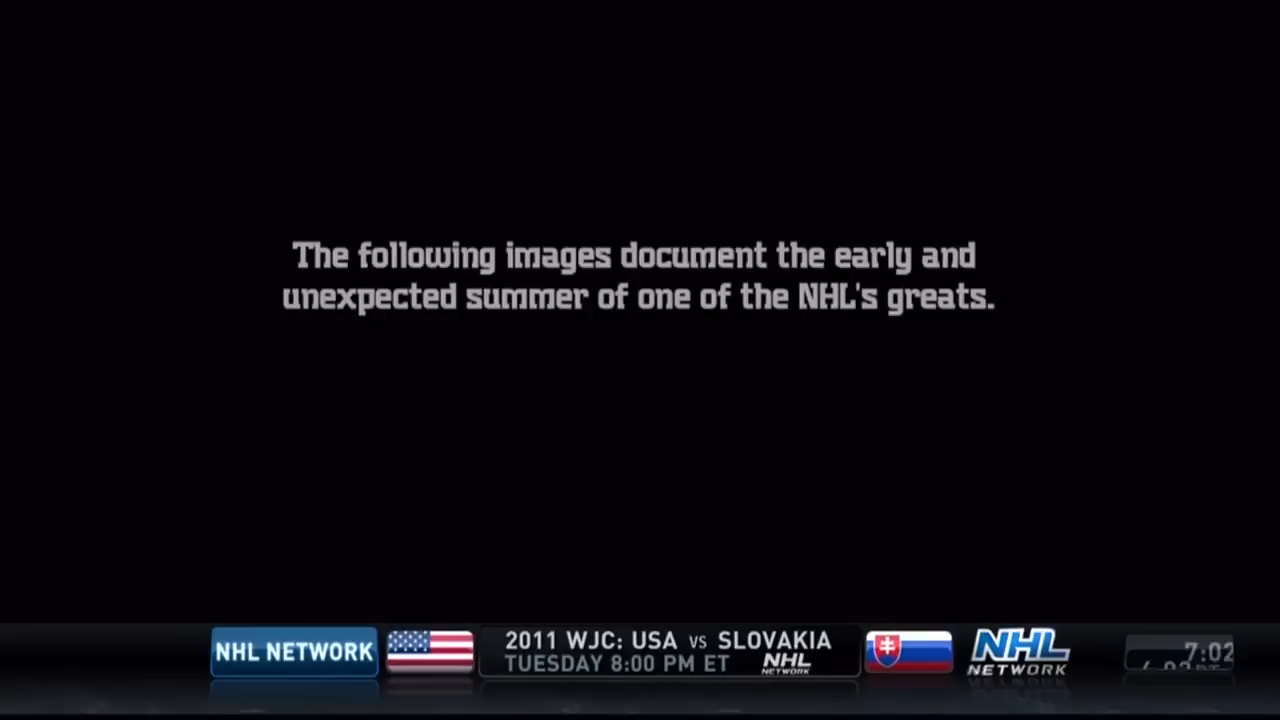 The following images document the early and
unexpected summer of one of the NHL's greats.
NHL NETWORK
2011 WJC: USA VS SLOVAKIA
TUESDAY 8:00 PM ET
NHL
NETWORK
NHL
NETWORK
7:02